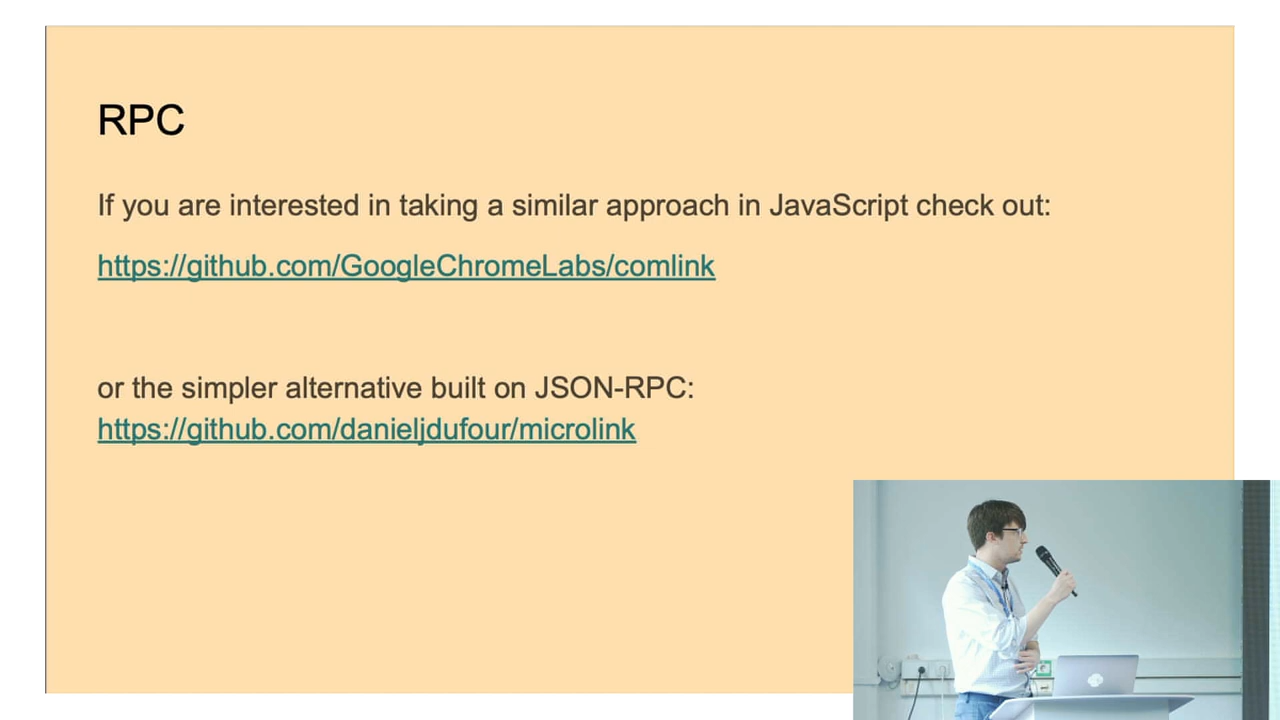 RPC
If you are interested in taking a similar approach in JavaScript check out:
https://github.com/GoogleChromeLabs/comlink
or the simpler alternative built on JSON-RPC:
https://github.com/danieljdufour/microlink